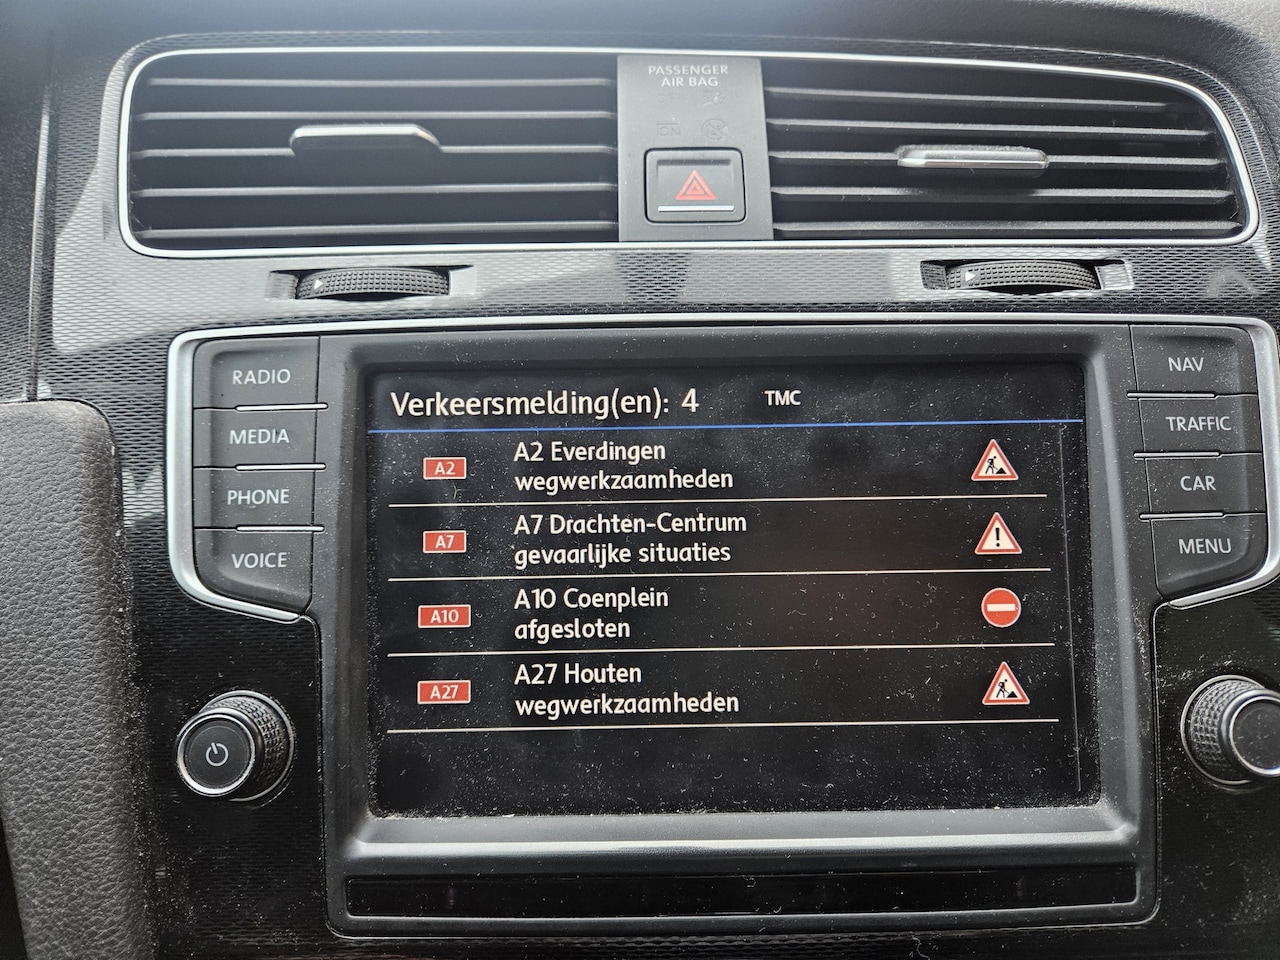 PASSENGER
AIR BAG
ON
RADIO
MEDIA
PHONE
VOICE
NAV
TRAFFIC
CAR
MENU
Verkeersmelding(en): 4 TMC
A2 A2 Everdingen
wegwerkzaamheden
A7 A7 Drachten-Centrum
gevaarlijke situaties
A10 A10 Coenplein
afgesloten
A27 A27 Houten
wegwerkzaamheden